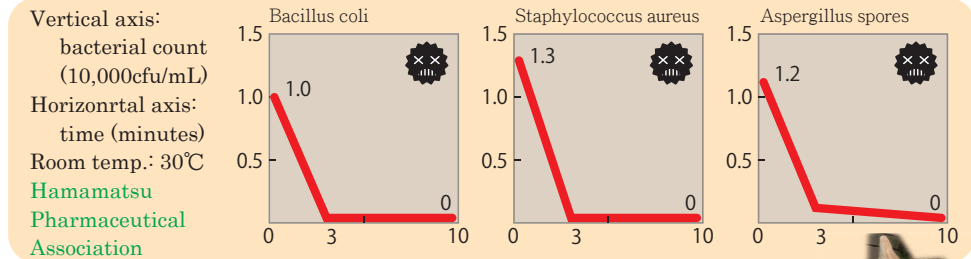 Vertical axis:
bacterial count
(10,000cfu/mL)
Horizonrtal axis:
time (minutes)
Room temp.: 30℃
Hamamatsu
Pharmaceutical
Association
Bacillus coli
1.5
1.0
0.5
1.0
0
0 3 10
Staphylococcus aureus
1.5
1.0
0.5
1.3
0
0 3 10
Aspergillus spores
1.5
1.0
0.5
1.2
0
0 3 10